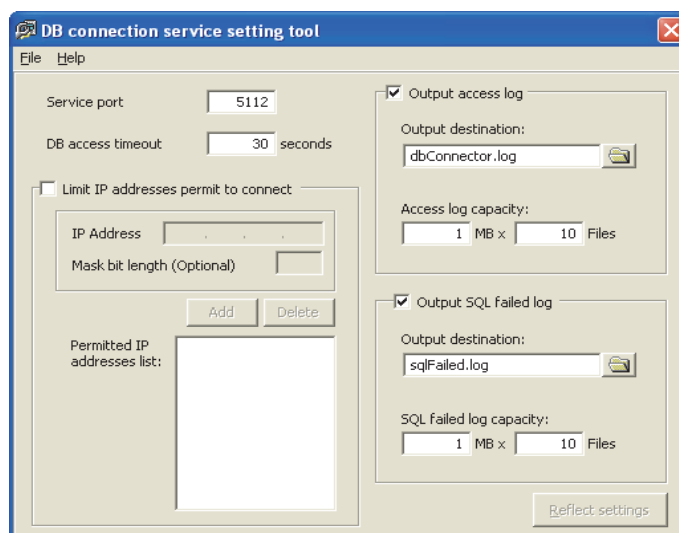 DB connection service setting tool
File Help
Service port 5112
DB access timeout 30 seconds
Limit IP addresses permit to connect
IP Address . . .
Mask bit length (Optional)
Add Delete
Permitted IP
addresses list:
Output access log
Output destination:
dbConnector.log
Access log capacity:
1 MB x 10 Files
Output SQL failed log
Output destination:
sqlFailed.log
SQL failed log capacity:
1 MB x 10 Files
Reflect settings